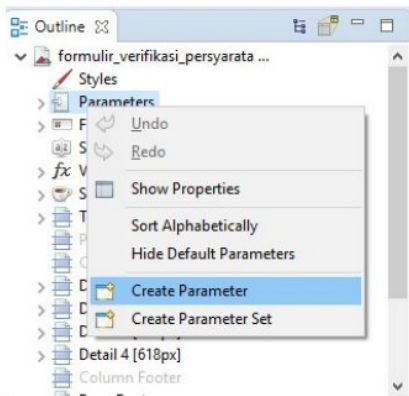 Outline
formulir_verifikasi_persyarata ...
Styles
Parameters
F
Undo
S
Redo
fx V
S
Show Properties
T
Sort Alphabetically
P
Hide Default Parameters
C
D
Create Parameter
D
Create Parameter Set
D
Detail 4 [618px]
Column Footer